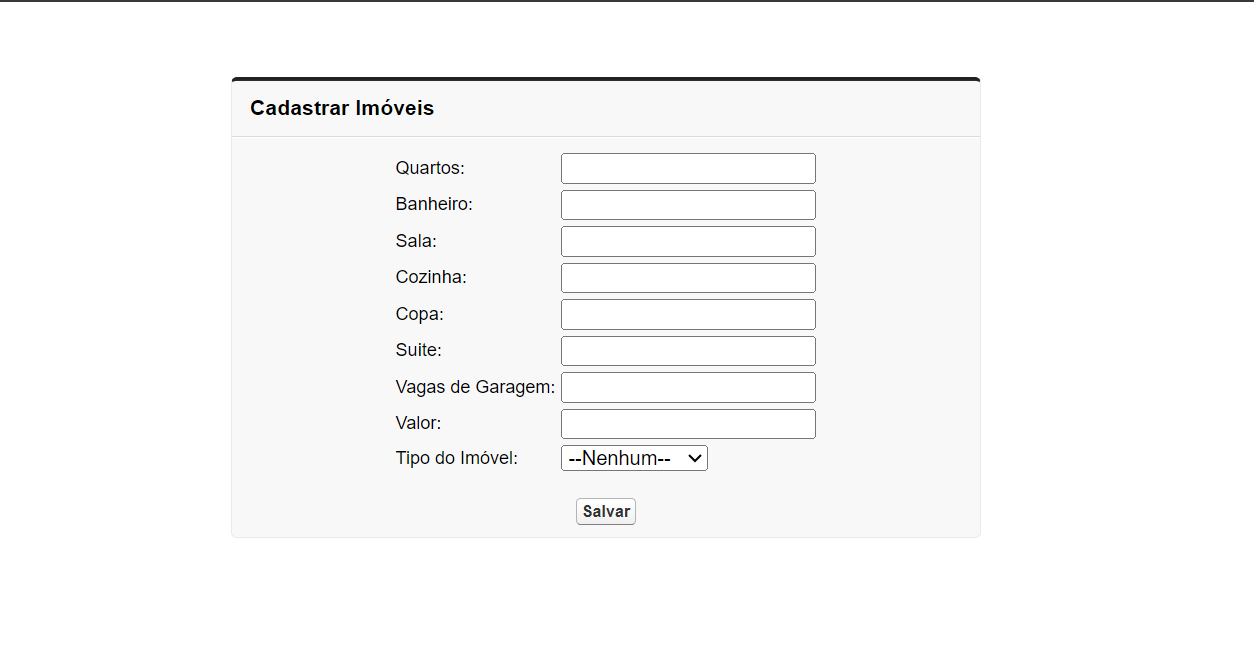 Cadastrar Imóveis
Quartos:
Banheiro:
Sala:
Cozinha:
Copa:
Suite:
Vagas de Garagem:
Valor:
Tipo do Imóvel: --Nenhum--
Salvar